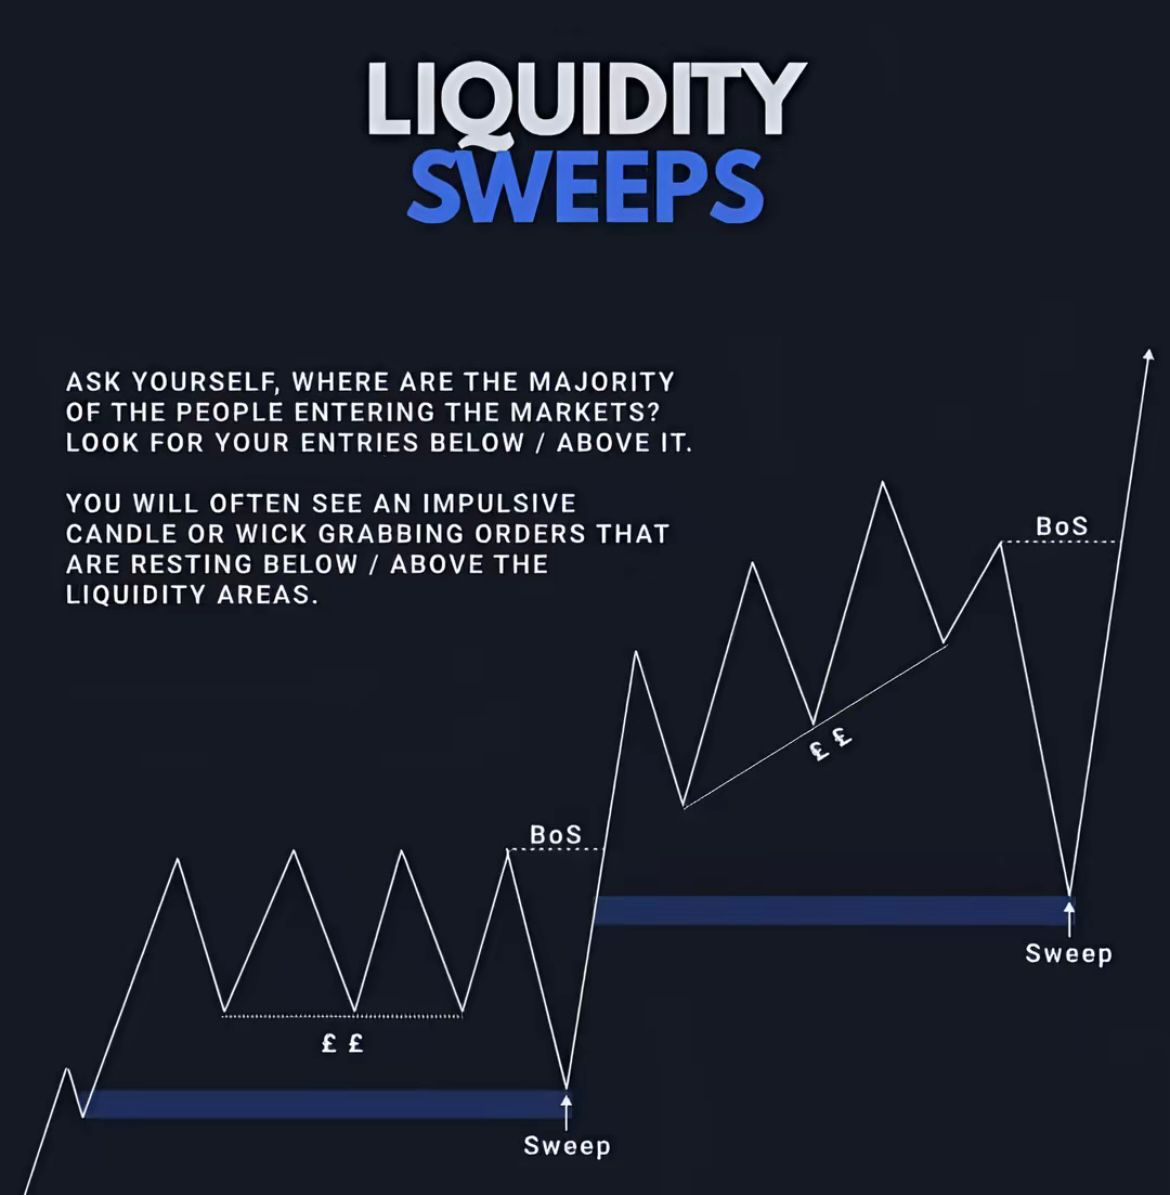 LIQUIDITY
SWEEPS
ASK YOURSELF, WHERE ARE THE MAJORITY
OF THE PEOPLE ENTERING THE MARKETS?
LOOK FOR YOUR ENTRIES BELOW / ABOVE IT.
YOU WILL OFTEN SEE AN IMPULSIVE
CANDLE OR WICK GRABBING ORDERS THAT
ARE RESTING BELOW / ABOVE THE
LIQUIDITY AREAS.
BoS
££
BoS
Sweep
£ £
Sweep